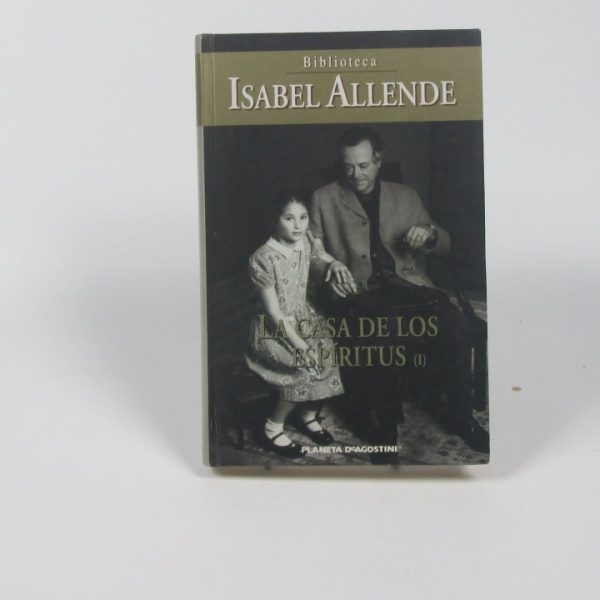 Biblioteca
ISABEL ALLENDE
LA CASA DE LOS
ESPÍRITUS (I)
PLANETA DEAGOSTINI